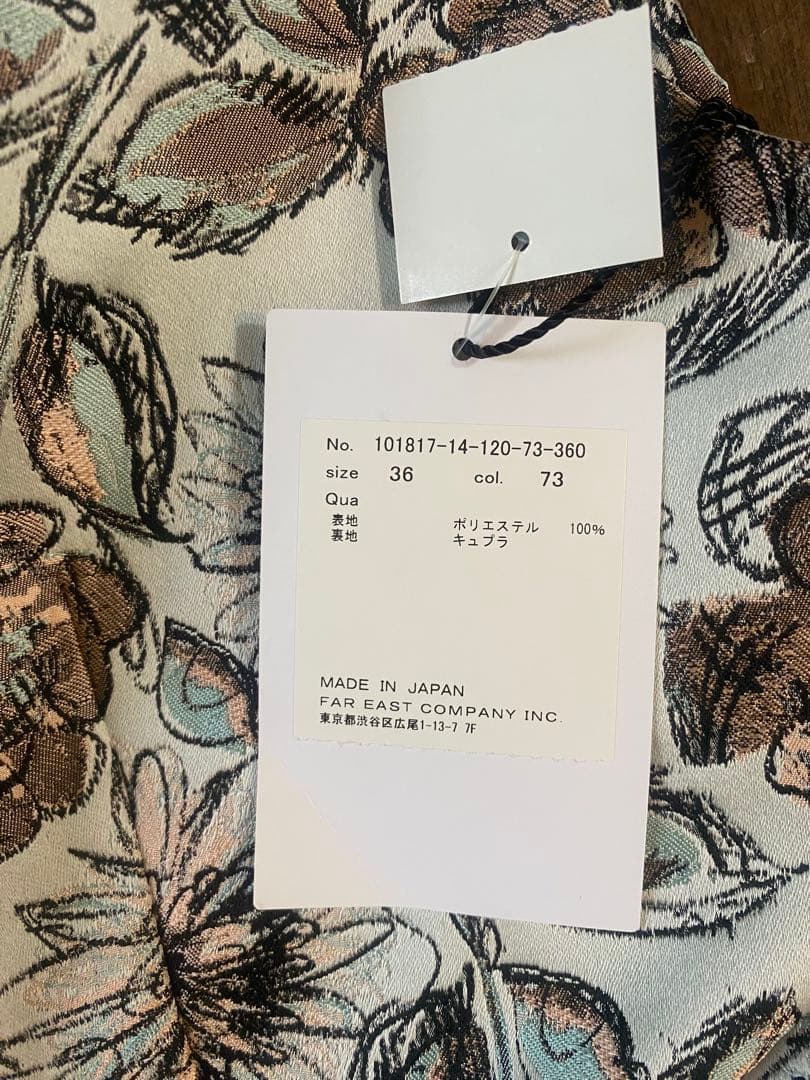 No. 101817-14-120-73-360
size 36 col. 73
Qua
表地 ポリエステル 100%
裏地 キュプラ
MADE IN JAPAN
FAR EAST COMPANY INC.
東京都渋谷区広尾1-13-7 7F